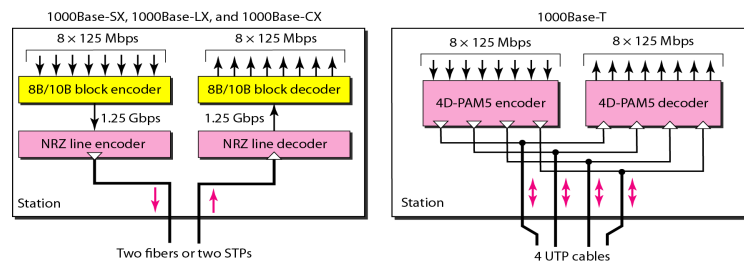 1000Base-SX, 1000Base-LX, and 1000Base-CX
8 × 125 Mbps
8 × 125 Mbps
8B/10B block encoder
8B/10B block decoder
1.25 Gbps
1.25 Gbps
NRZ line encoder
NRZ line decoder
Station
Two fibers or two STPs
1000Base-T
8 × 125 Mbps
8 × 125 Mbps
4D-PAM5 encoder
4D-PAM5 decoder
Station
4 UTP cables